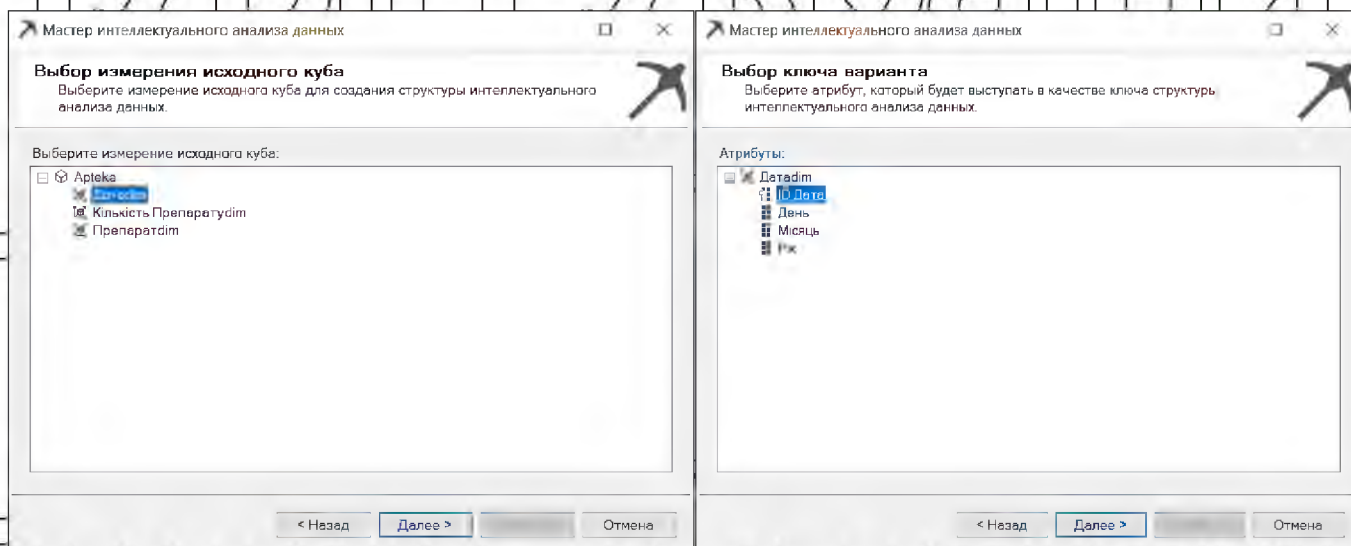 Мастер интеллектуального анализа данных
Выбор измерения исходного куба
Выберите измерение исходного куба для создания структуры интеллектуального
анализа данных.
Выберите измерение исходного куба:
Apteka
Кількість Препаратуdim
Препаратdim
< Назад
Далее >
Отмена
Мастер интеллектуального анализа данных
Выбор ключа варианта
Выберите атрибут, который будет выступать в качестве ключа структуры
интеллектуального анализа данных.
Атрибуты:
Датаdim
ID Дата
День
Місяць
< Назад
Далее >
Отмена